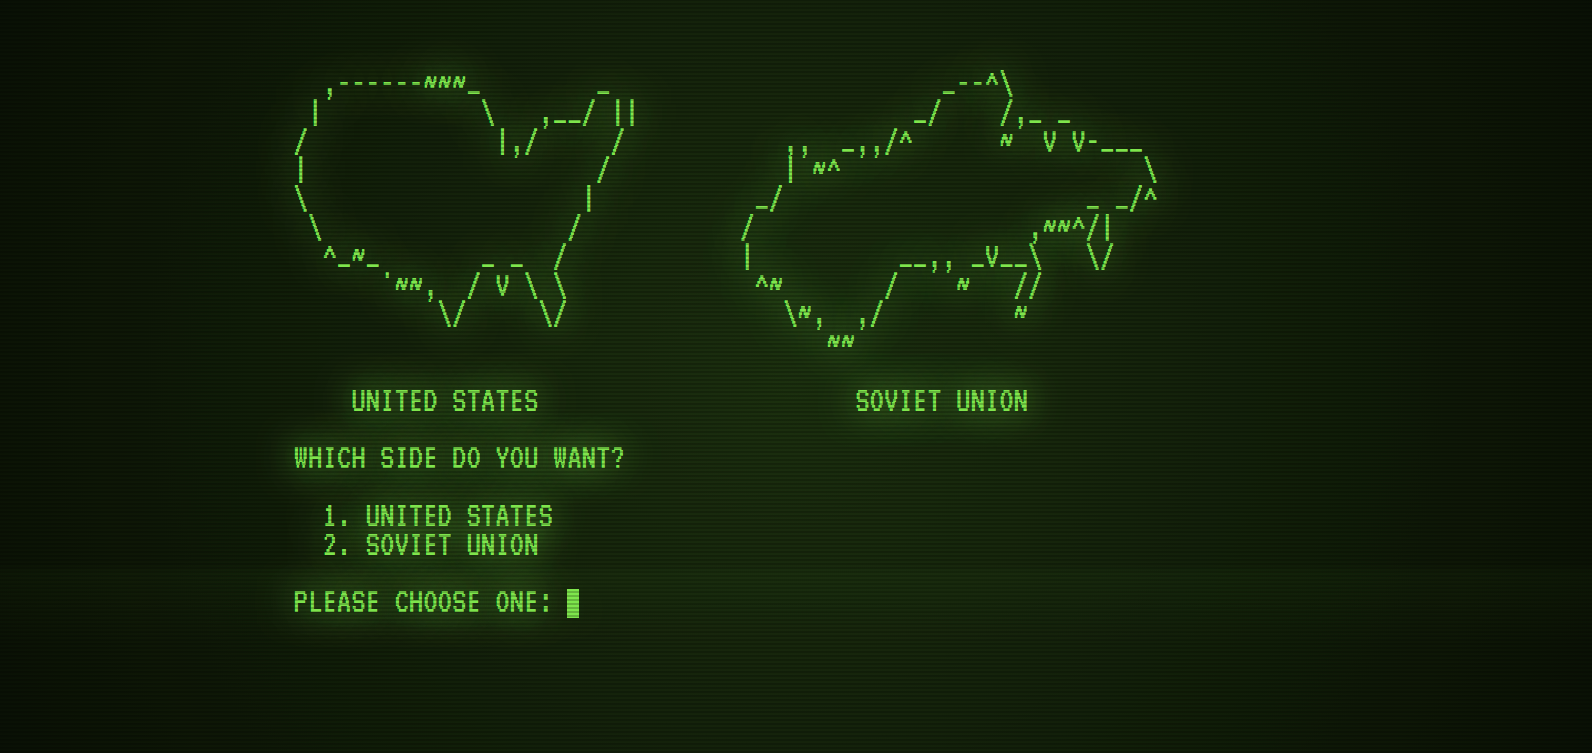 UNITED STATES
SOVIET UNION
WHICH SIDE DO YOU WANT?
1. UNITED STATES
2. SOVIET UNION
PLEASE CHOOSE ONE: